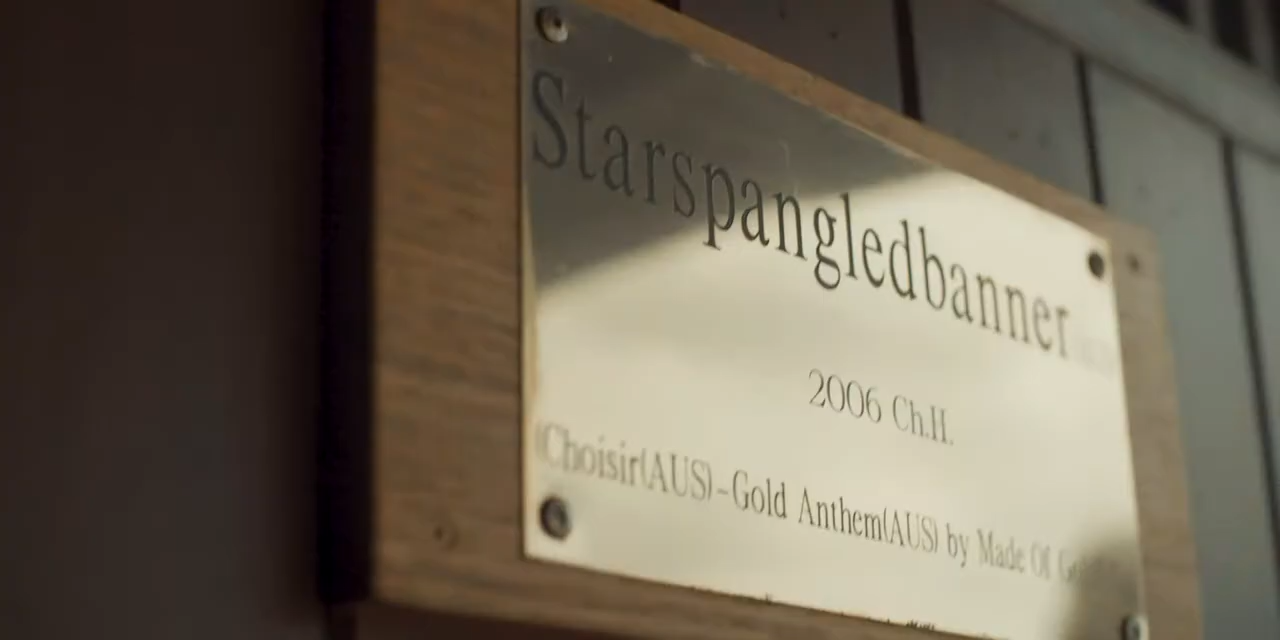 Starspangledbanner
2006 Ch.H.
(Choisir(AUS)-Gold Anthem(AUS) by Made Of